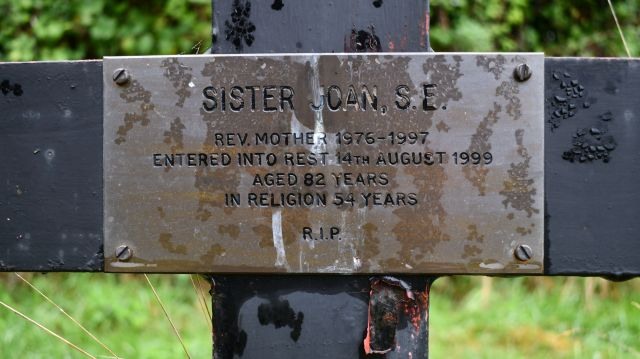 SISTER JOAN, S.E.
REV. MOTHER 1976-1997
ENTERED INTO REST 14TH AUGUST 1999
AGED 82 YEARS
IN RELIGION 54 YEARS
R.I.P.